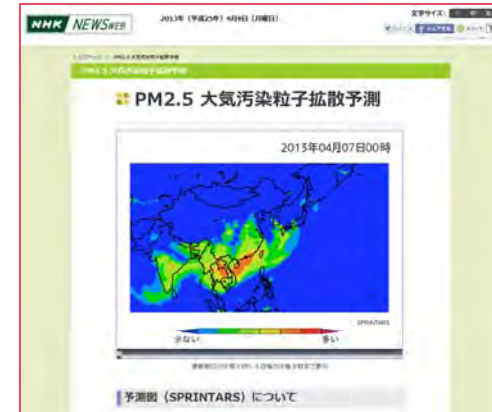 NHK NEWSWEB
2013年（平成25年）4月8日［月曜日］
文字サイズ：
PM2.5 大気汚染粒子拡散予測
PM2.5 大気汚染粒子拡散予測
2013年04月07日00時
SPRINTARS
少ない 多い
予測図（SPRINTARS）について